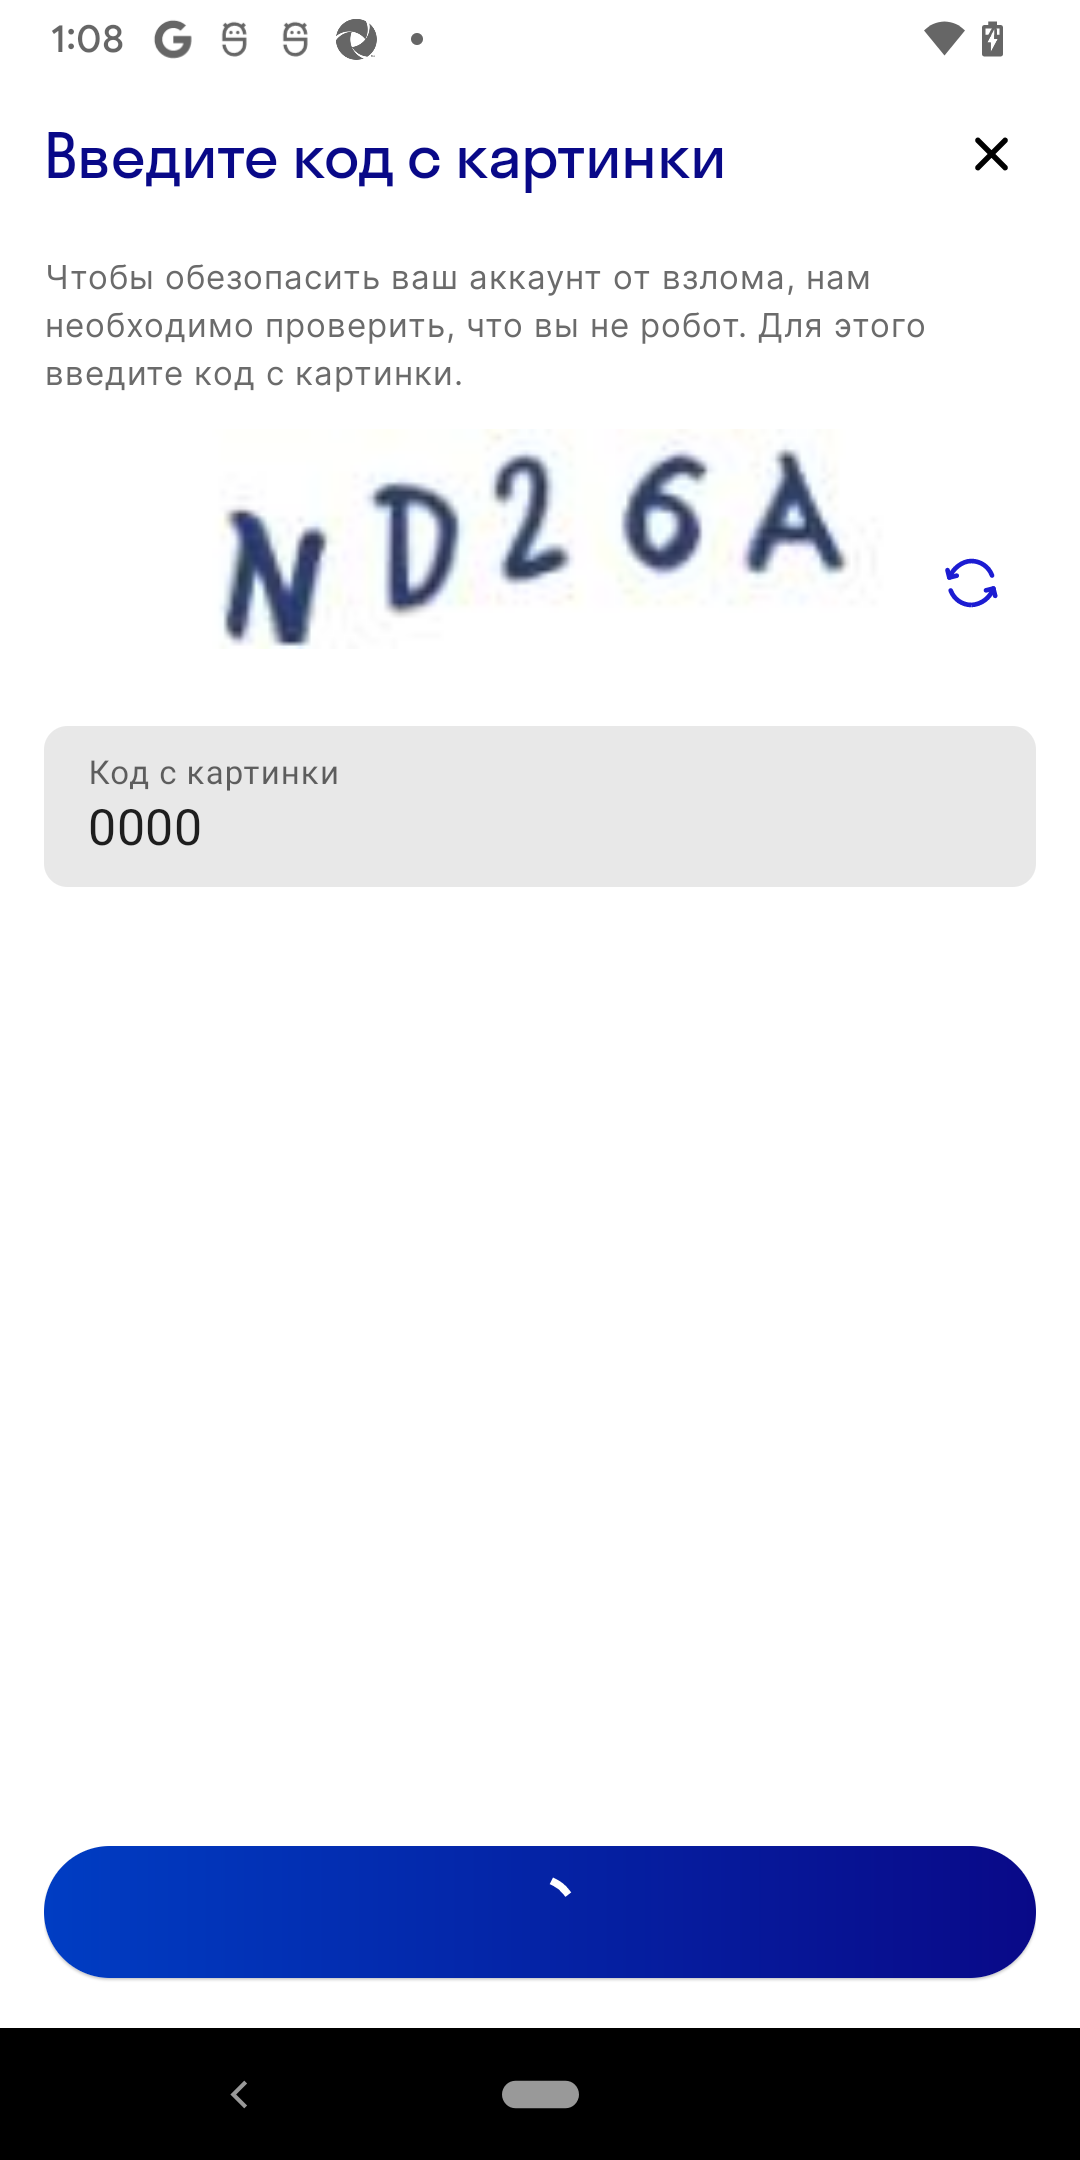 1:08
Введите код с картинки
Чтобы обезопасить ваш аккаунт от взлома, нам
необходимо проверить, что вы не робот. Для этого
введите код с картинки.
ND26A
Код с картинки
0000